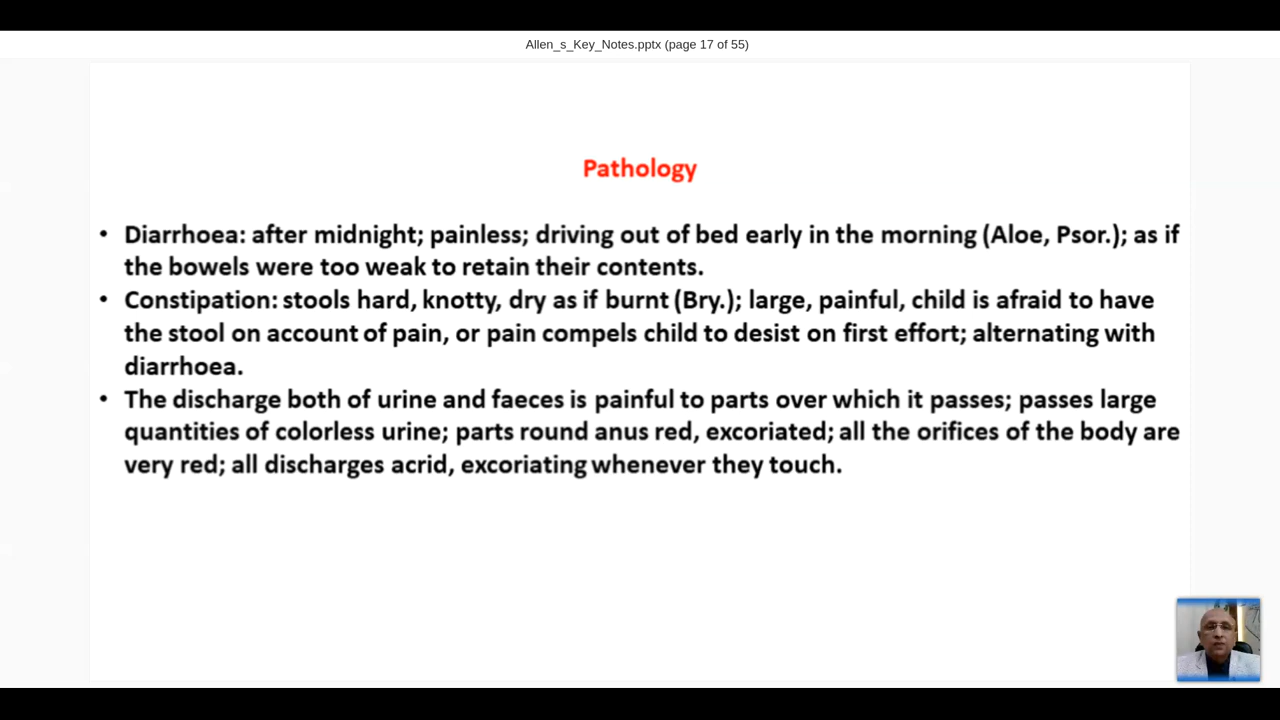 Allen_s_Key_Notes.pptx (page 17 of 55)
Pathology
• Diarrhoea: after midnight; painless; driving out of bed early in the morning (Aloe, Psor.); as if
the bowels were too weak to retain their contents.
• Constipation: stools hard, knotty, dry as if burnt (Bry.); large, painful, child is afraid to have
the stool on account of pain, or pain compels child to desist on first effort; alternating with
diarrhoea.
• The discharge both of urine and faeces is painful to parts over which it passes; passes large
quantities of colorless urine; parts round anus red, excoriated; all the orifices of the body are
very red; all discharges acrid, excoriating whenever they touch.